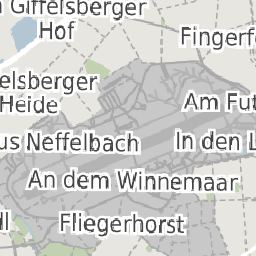 Giffelsberger
Hof
Fingerf
elsberger
Heide
Am Fut
us Neffelbach
In den L
An dem Winnemaar
Fliegerhorst